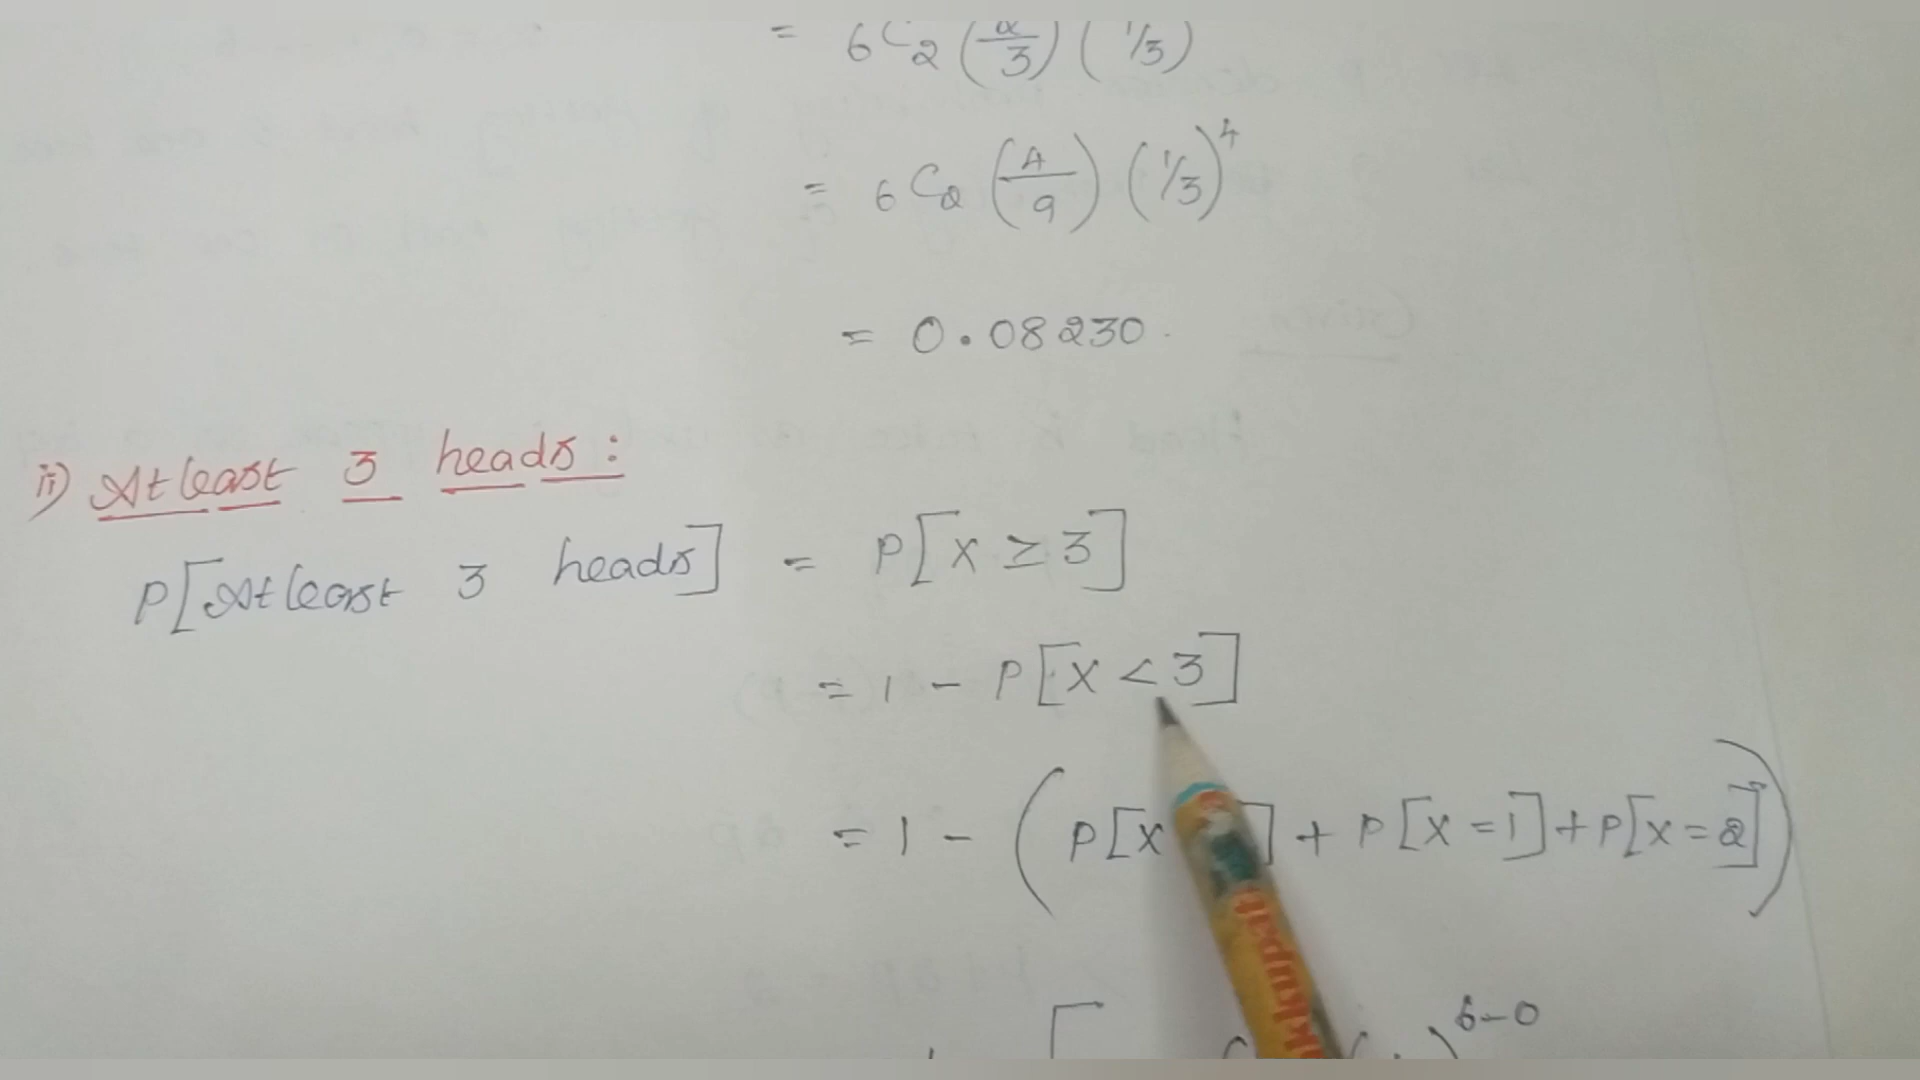 = 6C2 (2/3) (1/3)
= 6C2 (4/9) (1/3)^4
= 0.08230.
ii) Atleast 3 heads:
P[Atleast 3 heads] = P[X ≥ 3]
= 1 - P[X < 3]
= 1 - (P[X ] + P[X = 1] + P[X = 2])
6-0